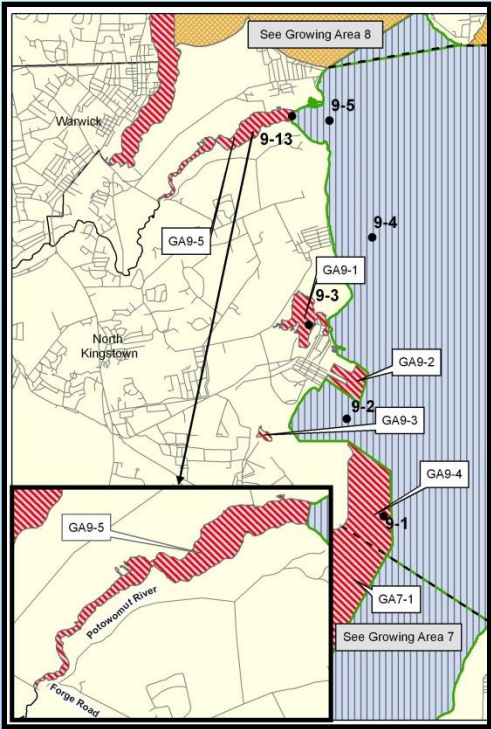 See Growing Area 8
9-5
Warwick
9-13
GA9-5
9-4
GA9-1
9-3
North
Kingstown
GA9-2
9-2
GA9-3
GA9-4
9-1
GA9-5
Potowomut River
GA7-1
See Growing Area 7
Forge Road